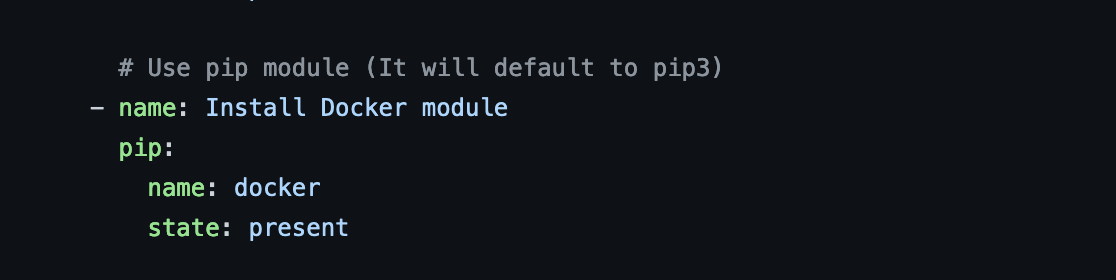 # Use pip module (It will default to pip3)
- name: Install Docker module
pip:
name: docker
state: present